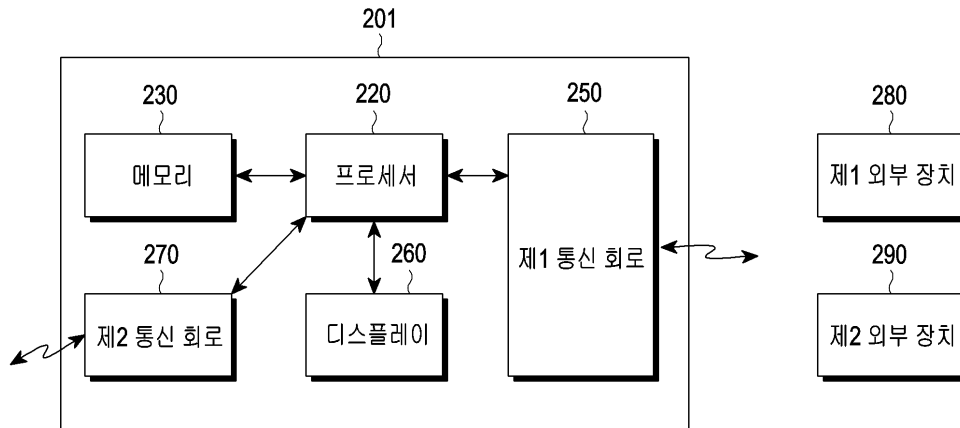 201
230
220
250
280
메모리
프로세서
제1 통신 회로
제1 외부 장치
270
260
290
제2 통신 회로
디스플레이
제2 외부 장치